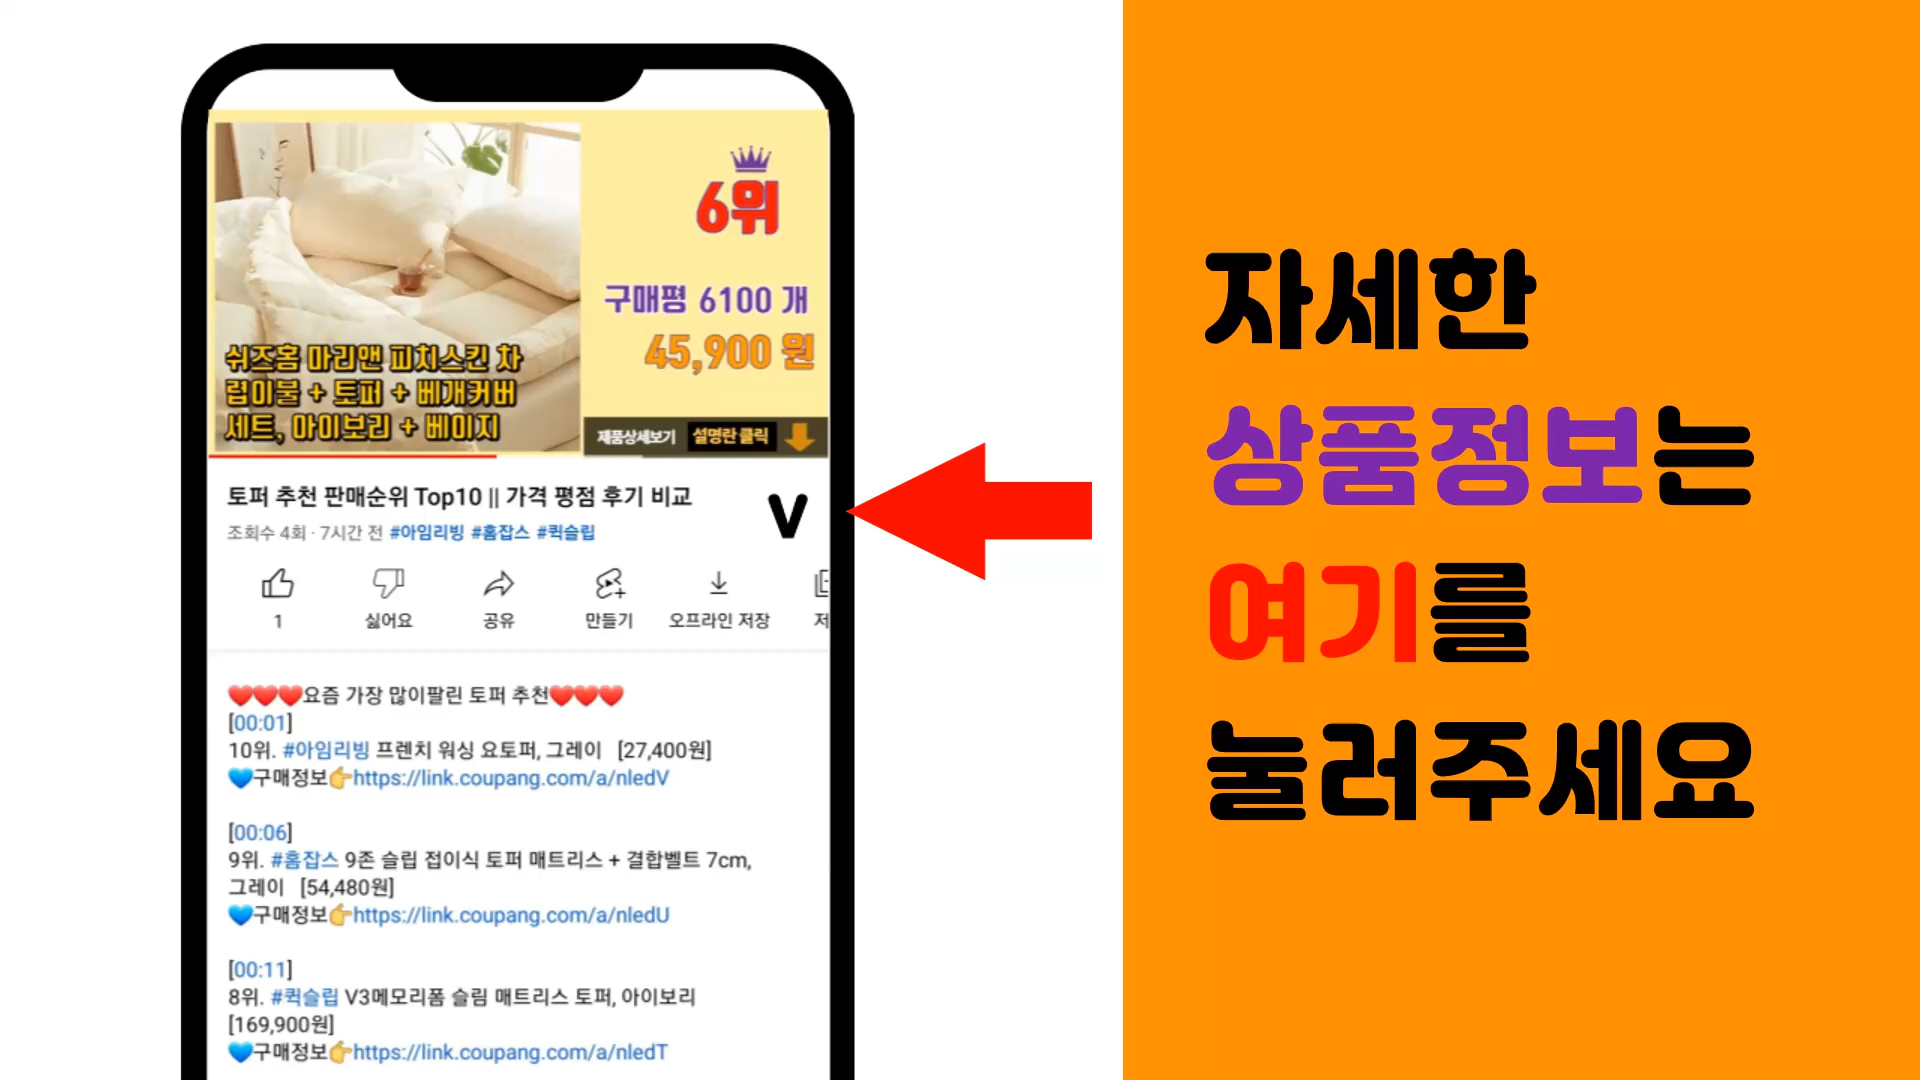 6위
구매평 6100 개
45,900 원
쉬즈홈 마리앤 피치스킨 차
렵이불 + 토퍼 + 베개커버
세트, 아이보리 + 베이지
제품상세보기 설명란 클릭
토퍼 추천 판매순위 Top10 || 가격 평점 후기 비교
V
조회수 4회 · 7시간 전 #아임리빙 #홈잡스 #퀵슬립
1 싫어요 공유 만들기 오프라인 저장 저
❤️❤️❤️요즘 가장 많이팔린 토퍼 추천❤️❤️❤️
[00:01]
10위. #아임리빙 프렌치 워싱 요토퍼, 그레이 [27,400원]
💙구매정보👉https://link.coupang.com/a/nledV
[00:06]
9위. #홈잡스 9존 슬립 접이식 토퍼 매트리스 + 결합벨트 7cm,
그레이 [54,480원]
💙구매정보👉https://link.coupang.com/a/nledU
[00:11]
8위. #퀵슬립 V3메모리폼 슬림 매트리스 토퍼, 아이보리
[169,900원]
💙구매정보👉https://link.coupang.com/a/nledT
자세한
상품정보는
여기를
눌러주세요